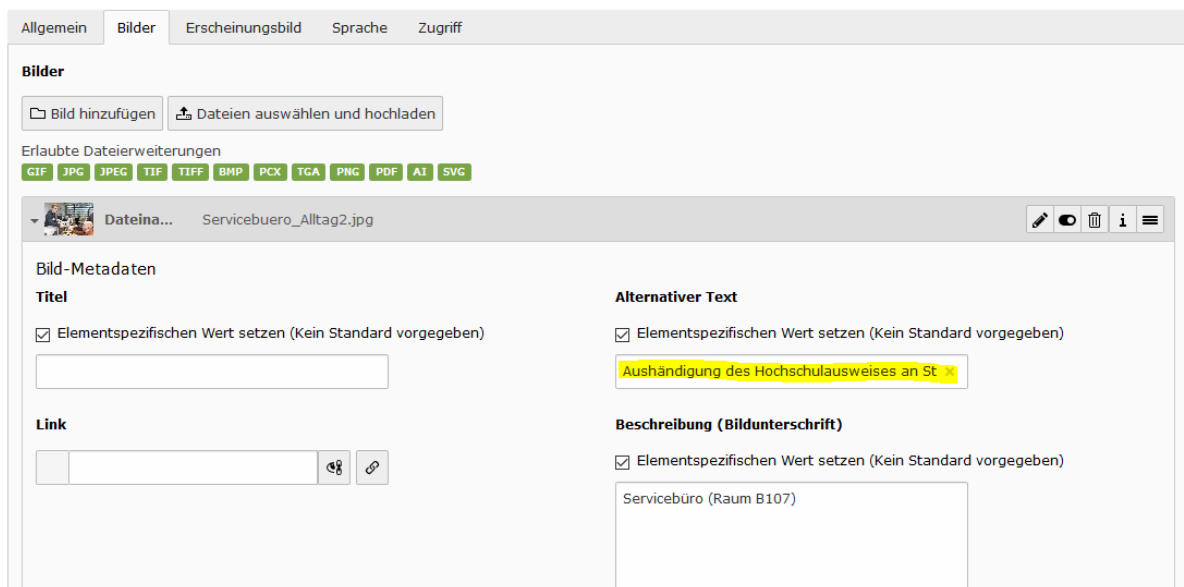 Allgemein Bilder Erscheinungsbild Sprache Zugriff
Bilder
Bild hinzufügen Dateien auswählen und hochladen
Erlaubte Dateierweiterungen
GIF JPG JPEG TIF TIFF BMP PCX TGA PNG PDF AI SVG
Dateina... Servicebuero_Alltag2.jpg
Bild-Metadaten
Titel
Elementspezifischen Wert setzen (Kein Standard vorgegeben)
Alternativer Text
Elementspezifischen Wert setzen (Kein Standard vorgegeben)
Aushändigung des Hochschulausweises an St
Link
Beschreibung (Bildunterschrift)
Elementspezifischen Wert setzen (Kein Standard vorgegeben)
Servicebüro (Raum B107)